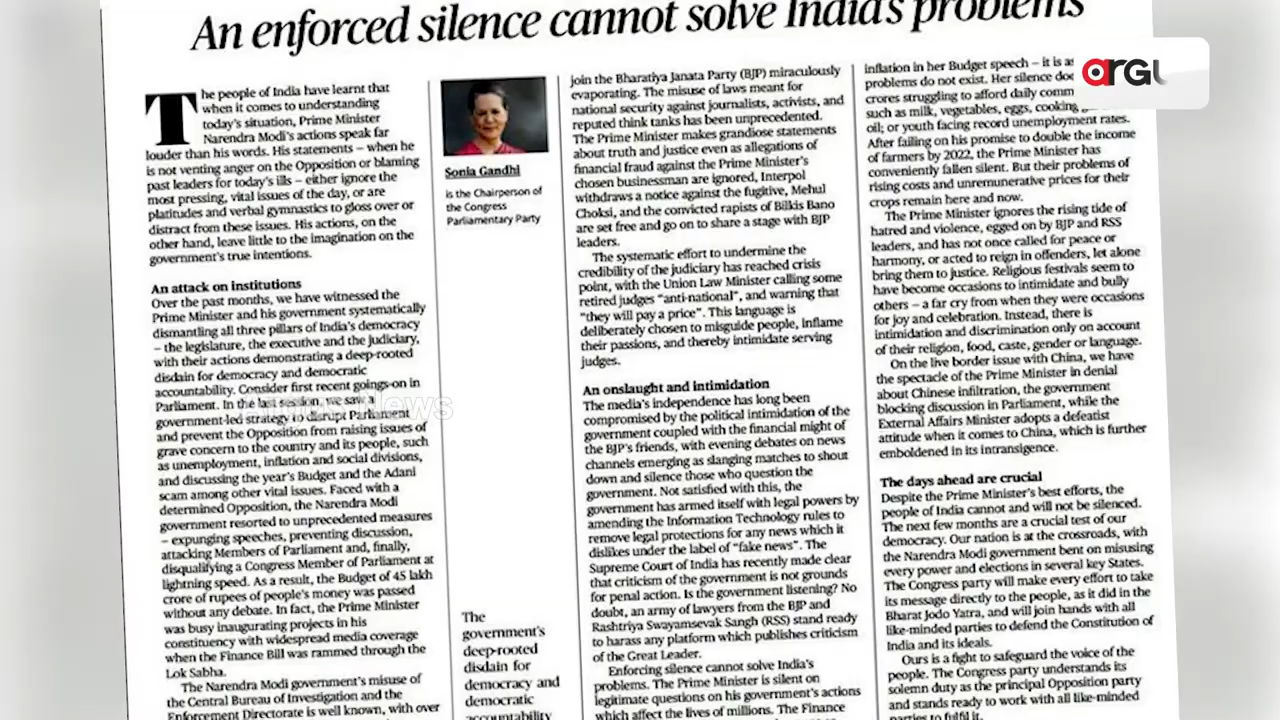 An enforced silence cannot solve India's problems
arGU
The people of India have learnt that
when it comes to understanding
today's situation, Prime Minister
Narendra Modi's actions speak far
louder than his words. His statements – when he
is not venting anger on the Opposition or blaming
past leaders for today's ills – either ignore the
most pressing, vital issues of the day, or are
platitudes and verbal gymnastics to gloss over or
distract from these issues. His actions, on the
other hand, leave little to the imagination on the
government's true intentions.
An attack on institutions
Over the past months, we have witnessed the
Prime Minister and his government systematically
dismantling all three pillars of India's democracy
– the legislature, the executive and the judiciary,
with their actions demonstrating a deep-rooted
disdain for democracy and democratic
accountability. Consider first recent goings-on in
Parliament. In the last session, we saw a
government-led strategy to disrupt Parliament
and prevent the Opposition from raising issues of
grave concern to the country and its people, such
as unemployment, inflation and social divisions,
and discussing the year's Budget and the Adani
scam among other vital issues. Faced with a
determined Opposition, the Narendra Modi
government resorted to unprecedented measures
– expunging speeches, preventing discussion,
attacking Members of Parliament and, finally,
disqualifying a Congress Member of Parliament at
lightning speed. As a result, the Budget of 45 lakh
crore of rupees of people's money was passed
without any debate. In fact, the Prime Minister
was busy inaugurating projects in his
constituency with widespread media coverage
when the Finance Bill was rammed through the
Lok Sabha.
The Narendra Modi government's misuse of
the Central Bureau of Investigation and the
Enforcement Directorate is well known, with over
News
Sonia Gandhi
is the Chairperson of
the Congress
Parliamentary Party
The
government's
deep-rooted
disdain for
democracy and
democratic
accountability
join the Bharatiya Janata Party (BJP) miraculously
evaporating. The misuse of laws meant for
national security against journalists, activists, and
reputed think tanks has been unprecedented.
The Prime Minister makes grandiose statements
about truth and justice even as allegations of
financial fraud against the Prime Minister's
chosen businessman are ignored, Interpol
withdraws a notice against the fugitive, Mehul
Choksi, and the convicted rapists of Bilkis Bano
are set free and go on to share a stage with BJP
leaders.
The systematic effort to undermine the
credibility of the judiciary has reached crisis
point, with the Union Law Minister calling some
retired judges "anti-national", and warning that
"they will pay a price". This language is
deliberately chosen to misguide people, inflame
their passions, and thereby intimidate serving
judges.
An onslaught and intimidation
The media's independence has long been
compromised by the political intimidation of the
government coupled with the financial might of
the BJP's friends, with evening debates on news
channels emerging as slanging matches to shout
down and silence those who question the
government. Not satisfied with this, the
government has armed itself with legal powers by
amending the Information Technology rules to
remove legal protections for any news which it
dislikes under the label of "fake news". The
Supreme Court of India has recently made clear
that criticism of the government is not grounds
for penal action. Is the government listening? No
doubt, an army of lawyers from the BJP and
Rashtriya Swayamsevak Sangh (RSS) stand ready
to harass any platform which publishes criticism
of the Great Leader.
Enforcing silence cannot solve India's
problems. The Prime Minister is silent on
legitimate questions on his government's actions
which affect the lives of millions. The Finance
inflation in her Budget speech – it is as
problems do not exist. Her silence
crores struggling to afford daily
such as milk, vegetables, eggs, cooking
oil; or youth facing record unemployment rates.
After failing on his promise to double the income
of farmers by 2022, the Prime Minister has
conveniently fallen silent. But their problems of
rising costs and unremunerative prices for their
crops remain here and now.
The Prime Minister ignores the rising tide of
hatred and violence, egged on by BJP and RSS
leaders, and has not once called for peace or
harmony, or acted to reign in offenders, let alone
bring them to justice. Religious festivals seem to
have become occasions to intimidate and bully
others – a far cry from when they were occasions
for joy and celebration. Instead, there is
intimidation and discrimination only on account
of their religion, food, caste, gender or language.
On the live border issue with China, we have
the spectacle of the Prime Minister in denial
about Chinese infiltration, the government
blocking discussion in Parliament, while the
External Affairs Minister adopts a defeatist
attitude when it comes to China, which is further
emboldened in its intransigence.
The days ahead are crucial
Despite the Prime Minister's best efforts, the
people of India cannot and will not be silenced.
The next few months are a crucial test of our
democracy. Our nation is at the crossroads, with
the Narendra Modi government bent on misusing
every power and elections in several key States.
The Congress party will make every effort to take
its message directly to the people, as it did in the
Bharat Jodo Yatra, and will join hands with all
like-minded parties to defend the Constitution of
India and its ideals.
Ours is a fight to safeguard the voice of the
people. The Congress party understands its
solemn duty as the principal Opposition party
and stands ready to work with all like-minded
parties to fulfil it.